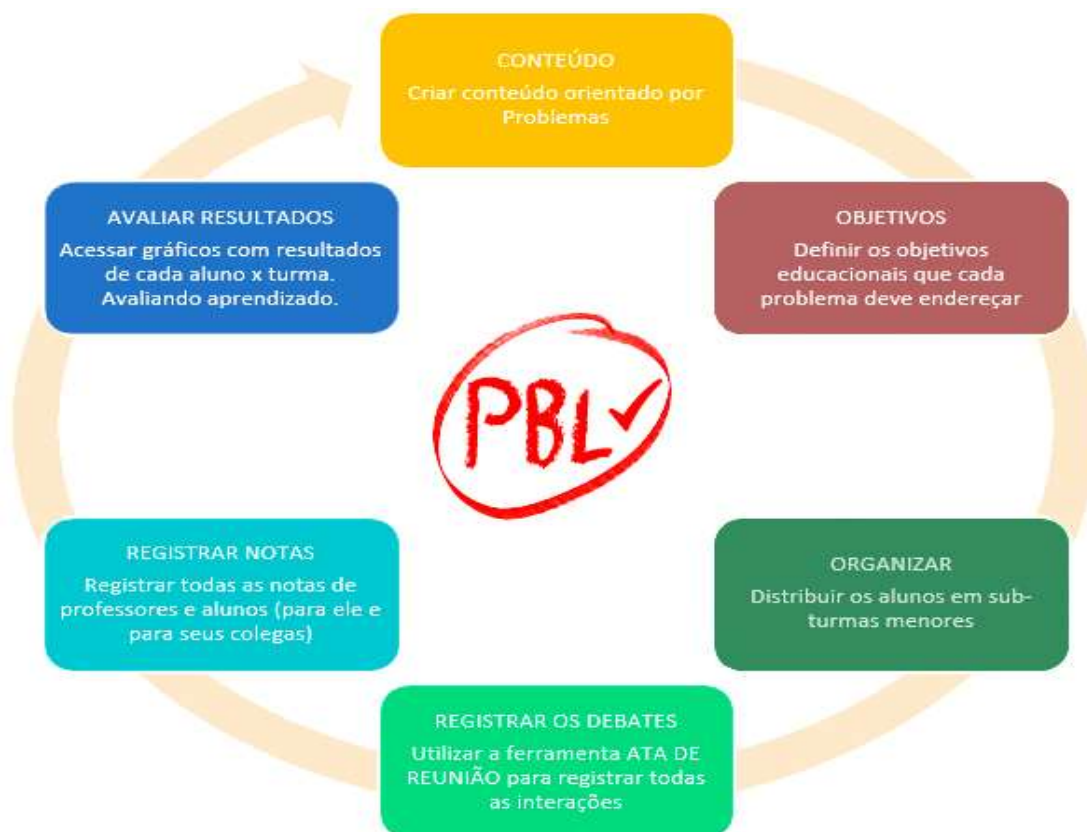 CONTEÚDO
Criar conteúdo orientado por
Problemas
OBJETIVOS
Definir os objetivos
educacionais que cada
problema deve endereçar
ORGANIZAR
Distribuir os alunos em sub-
turmas menores
REGISTRAR OS DEBATES
Utilizar a ferramenta ATA DE
REUNIÃO para registrar todas
as interações
REGISTRAR NOTAS
Registrar todas as notas de
professores e alunos (para ele e
para seus colegas)
AVALIAR RESULTADOS
Acessar gráficos com resultados
de cada aluno x turma.
Avaliando aprendizado.
PBL